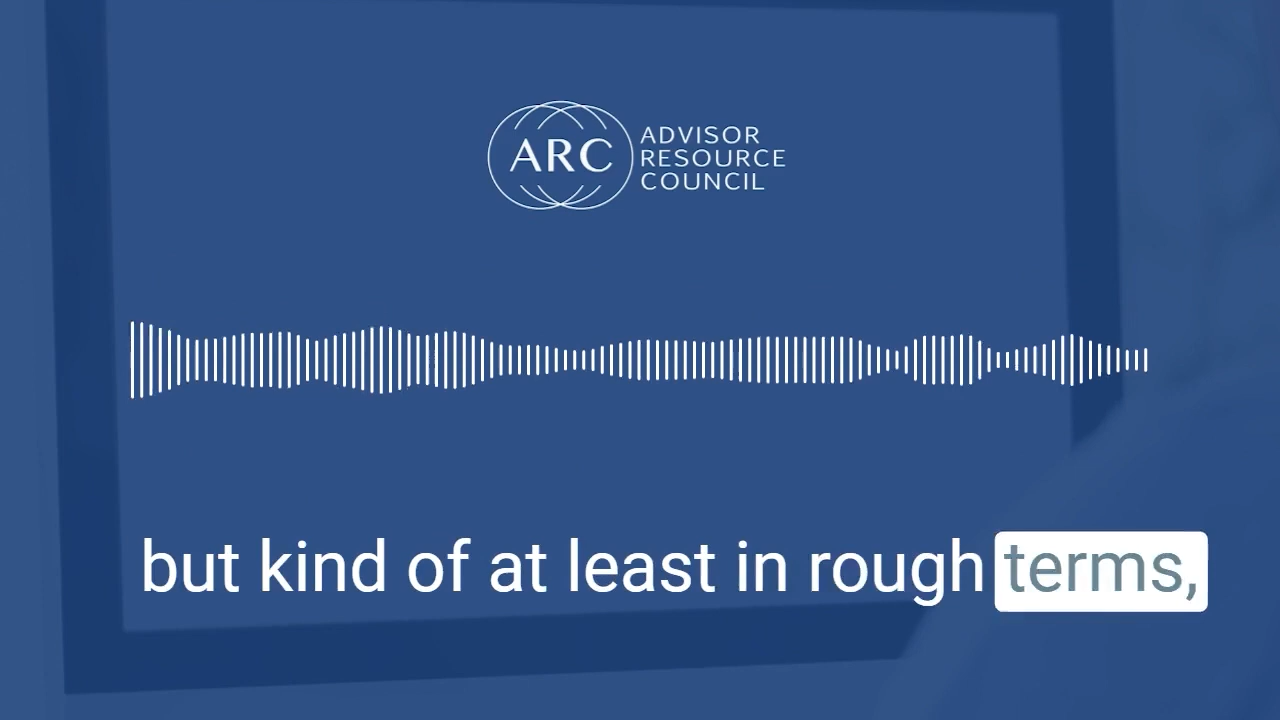 ARC
ADVISOR
RESOURCE
COUNCIL
but kind of at least in rough terms,